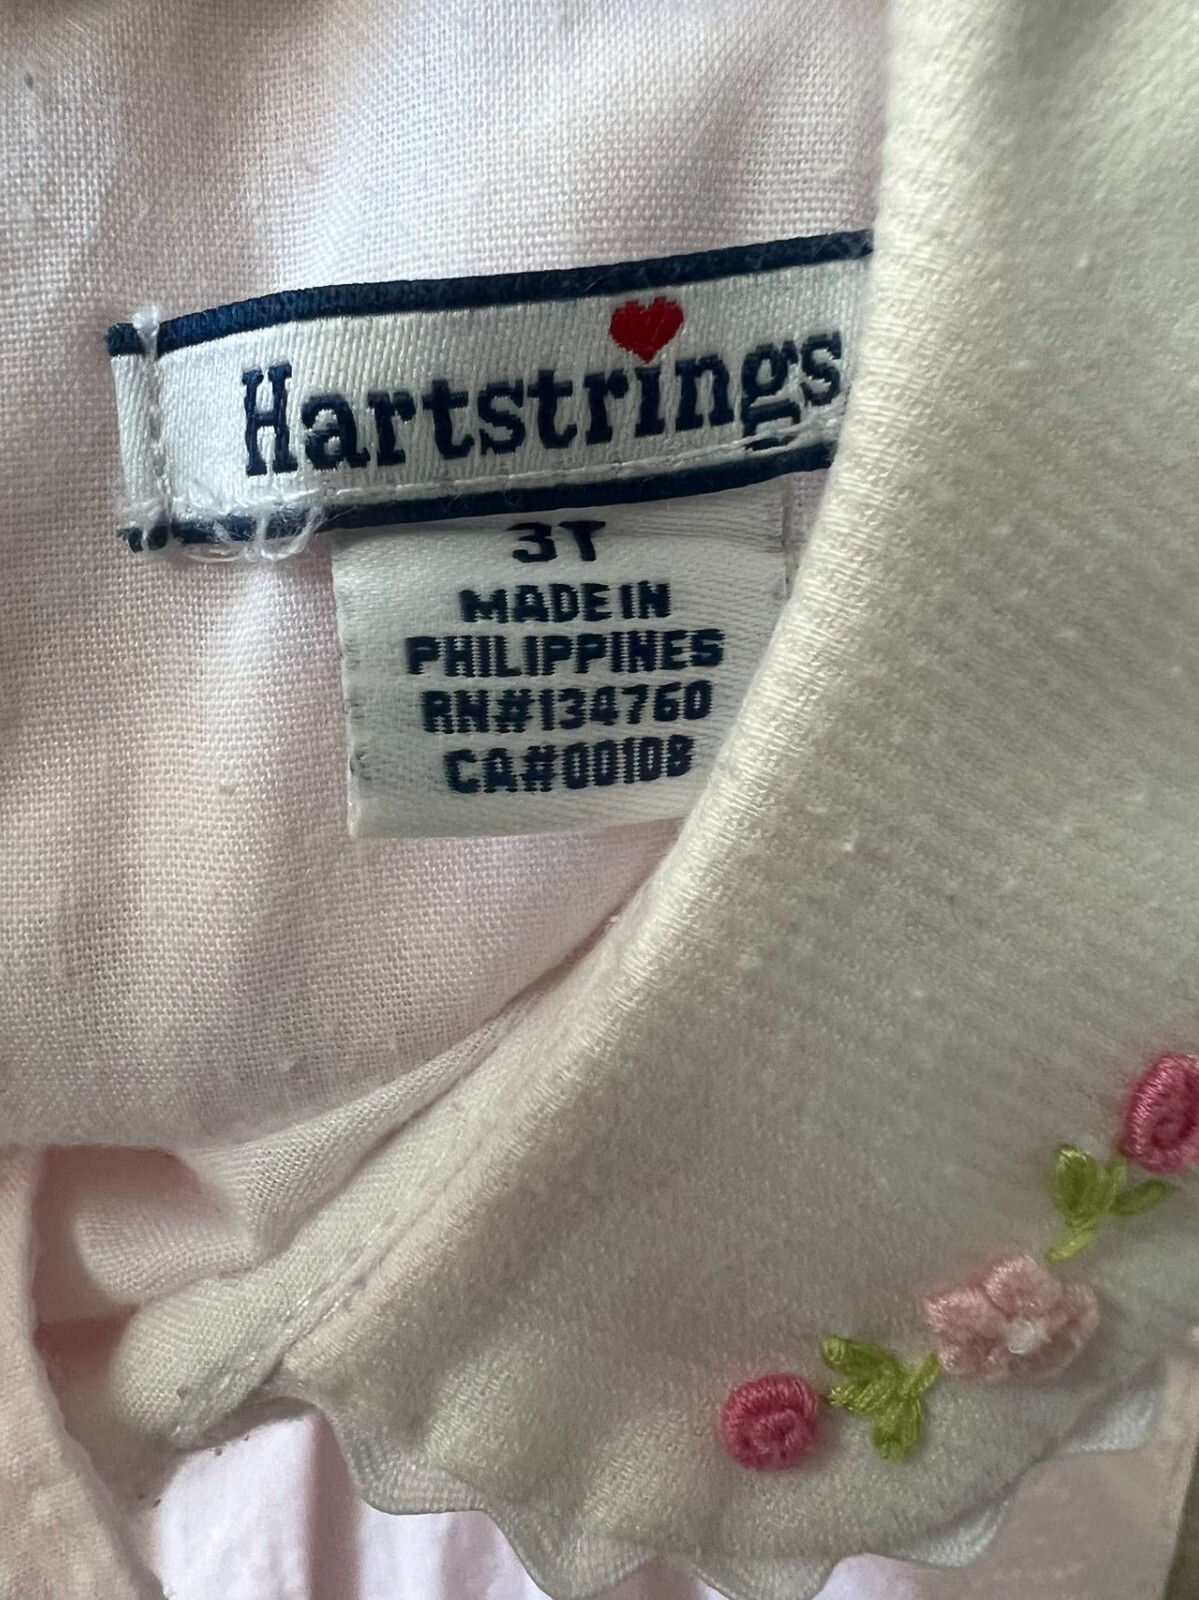 Hartstrings
3T
MADE IN
PHILIPPINES
RN#134760
CA#00108